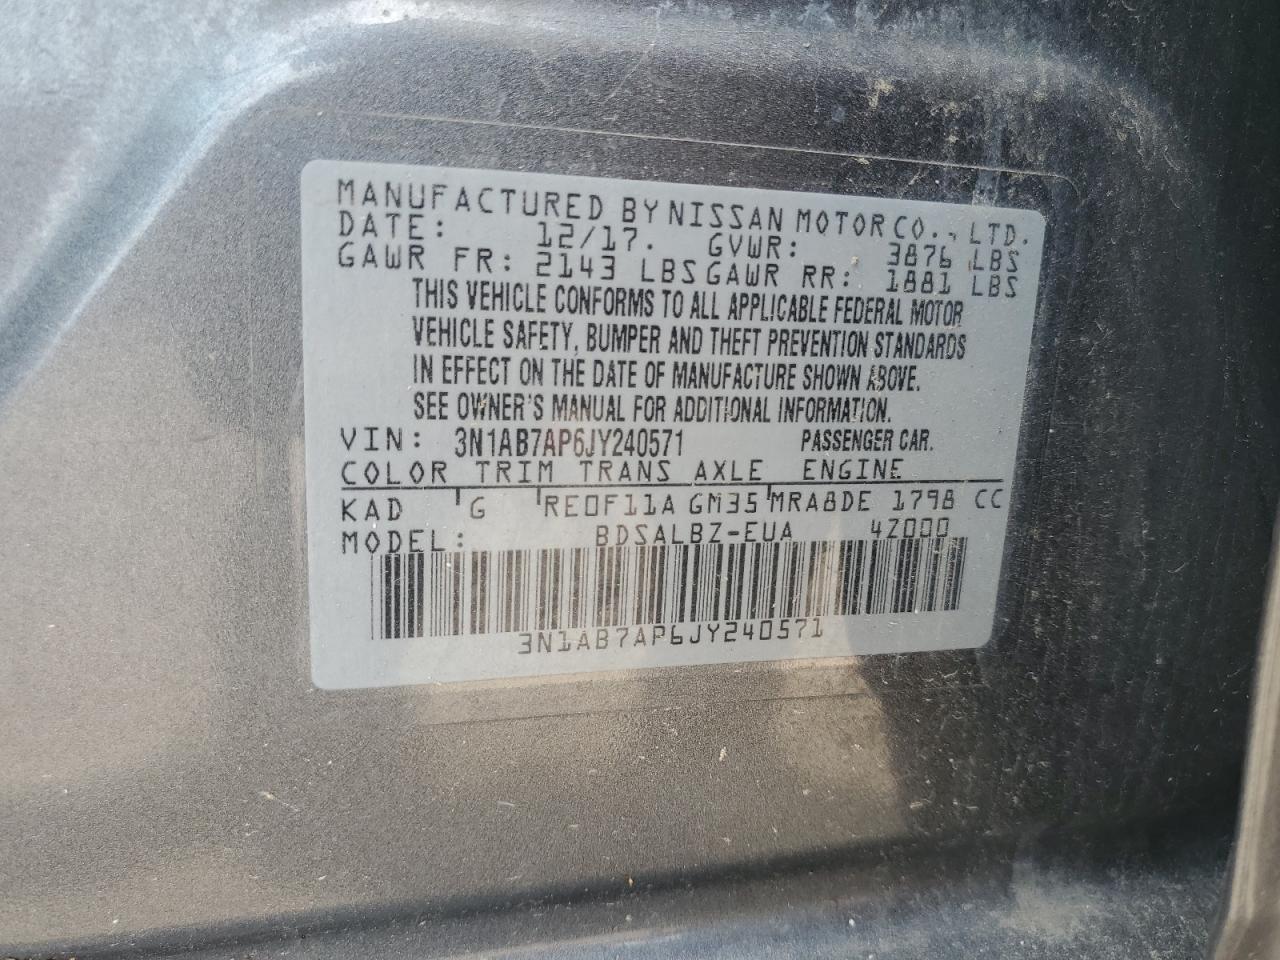 MANUFACTURED BY NISSAN MOTOR CO., LTD.
DATE: 12/17. GVWR: 3876 LBS
GAWR FR: 2143 LBS GAWR RR: 1881 LBS
THIS VEHICLE CONFORMS TO ALL APPLICABLE FEDERAL MOTOR
VEHICLE SAFETY, BUMPER AND THEFT PREVENTION STANDARDS
IN EFFECT ON THE DATE OF MANUFACTURE SHOWN ABOVE.
SEE OWNER'S MANUAL FOR ADDITIONAL INFORMATION.
VIN: 3N1AB7AP6JY240571 PASSENGER CAR.
COLOR TRIM TRANS AXLE ENGINE
KAD G RE0F11A GM35 MRA8DE 1798 CC
MODEL: BDSALBZ-EUA 4Z000
3N1AB7AP6JY240571